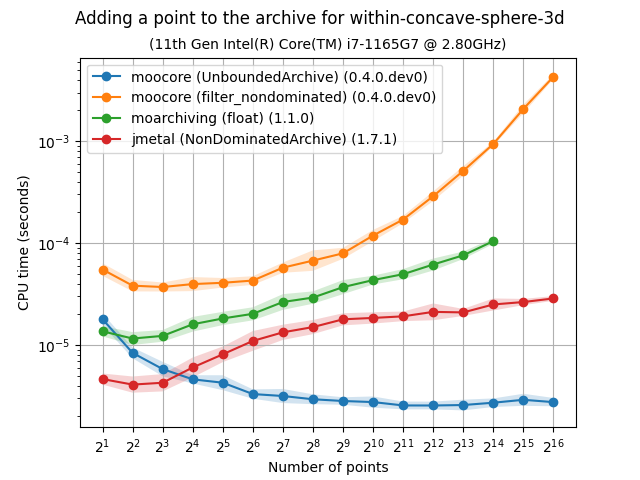 Adding a point to the archive for within-concave-sphere-3d
(11th Gen Intel(R) Core(TM) i7-1165G7 @ 2.80GHz)
moocore (UnboundedArchive) (0.4.0.dev0)
moocore (filter_nondominated) (0.4.0.dev0)
moarchiving (float) (1.1.0)
jmetal (NonDominatedArchive) (1.7.1)
CPU time (seconds)
10⁻³
10⁻⁴
10⁻⁵
2¹ 2² 2³ 2⁴ 2⁵ 2⁶ 2⁷ 2⁸ 2⁹ 2¹⁰ 2¹¹ 2¹² 2¹³ 2¹⁴ 2¹⁵ 2¹⁶
Number of points